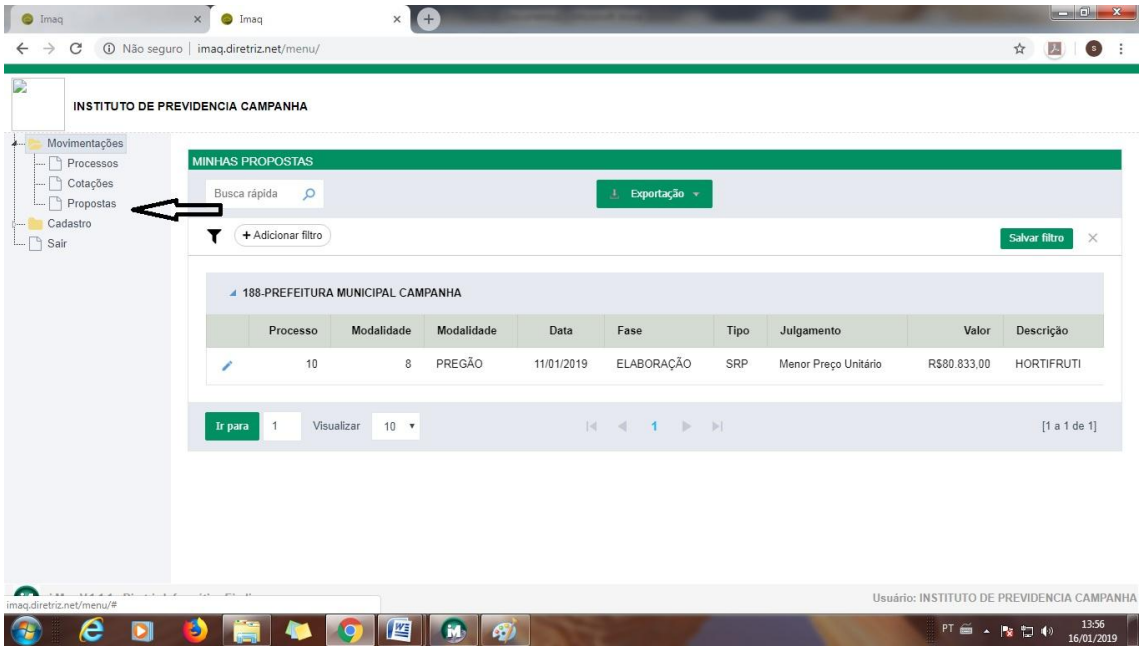 Imaq
Imaq
Não seguro | imaq.diretriz.net/menu/
S
INSTITUTO DE PREVIDENCIA CAMPANHA
Movimentações
Processos
Cotações
Propostas
Cadastro
Sair
MINHAS PROPOSTAS
Busca rápida
Exportação
+ Adicionar filtro
Salvar filtro
188-PREFEITURA MUNICIPAL CAMPANHA
Processo Modalidade Modalidade Data Fase Tipo Julgamento Valor Descrição
10 8 PREGÃO 11/01/2019 ELABORAÇÃO SRP Menor Preço Unitário R$80.833,00 HORTIFRUTI
Ir para 1 Visualizar 10 1 [1 a 1 de 1]
Usuário: INSTITUTO DE PREVIDENCIA CAMPANHA
imaq.diretriz.net/menu/#
PT
13:56
16/01/2019